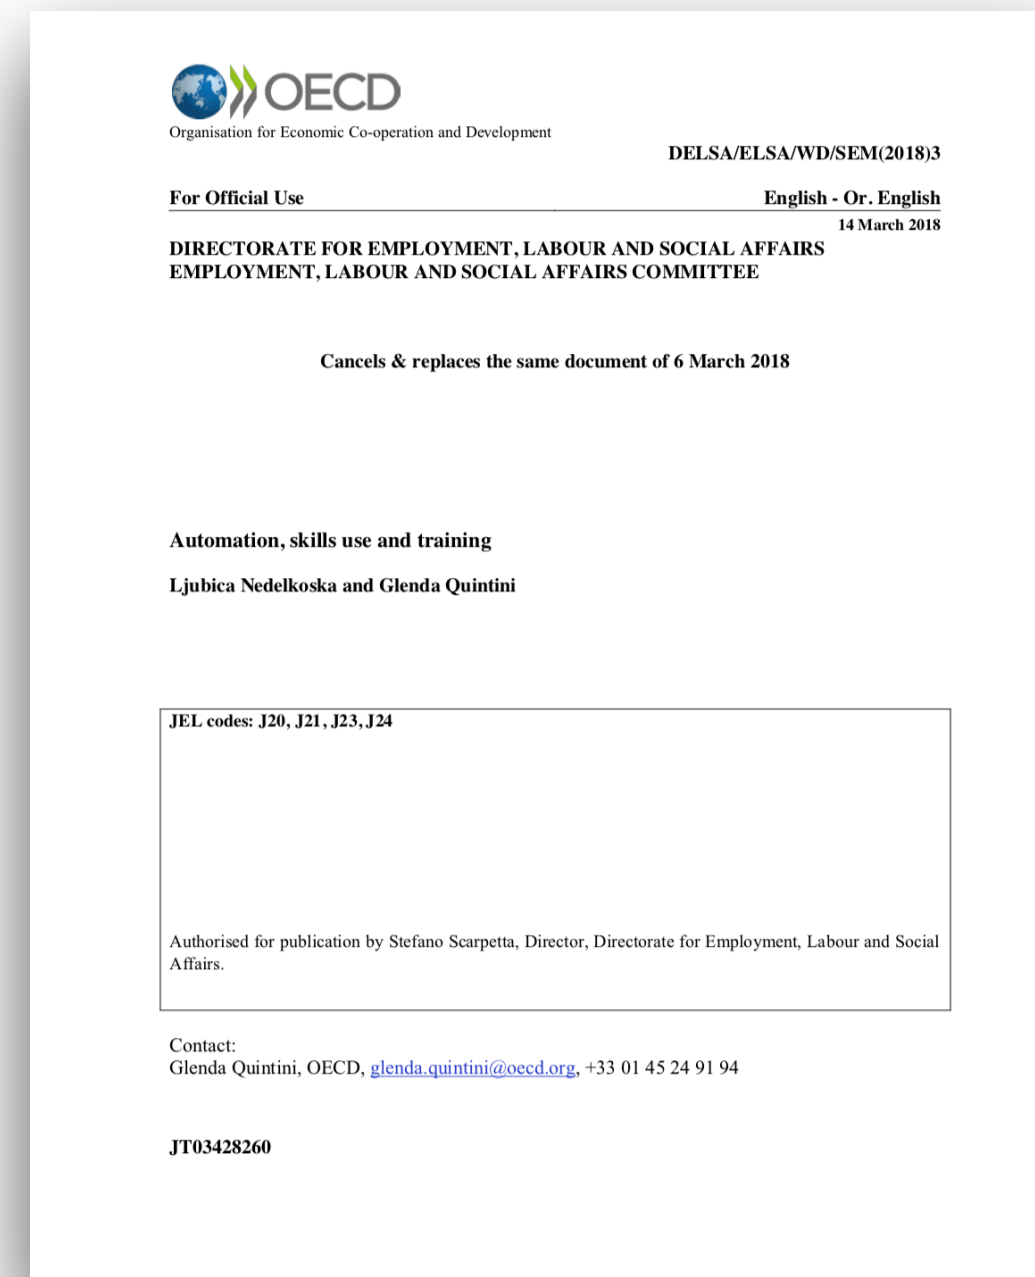 OECD
Organisation for Economic Co-operation and Development
DELSA/ELSA/WD/SEM(2018)3
For Official Use English - Or. English
14 March 2018
DIRECTORATE FOR EMPLOYMENT, LABOUR AND SOCIAL AFFAIRS
EMPLOYMENT, LABOUR AND SOCIAL AFFAIRS COMMITTEE
Cancels & replaces the same document of 6 March 2018
Automation, skills use and training
Ljubica Nedelkoska and Glenda Quintini
JEL codes: J20, J21, J23, J24
Authorised for publication by Stefano Scarpetta, Director, Directorate for Employment, Labour and Social
Affairs.
Contact:
Glenda Quintini, OECD, glenda.quintini@oecd.org, +33 01 45 24 91 94
JT03428260